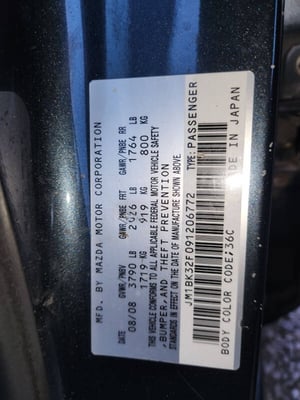 MFD. BY MAZDA MOTOR CORPORATION
GVWR/PNBV GAWR/PNBE FRT GAWR/PNBE RR
08/08 3790 LB 2026 LB 1764 LB
1719 KG 919 KG 800 KG
THIS VEHICLE CONFORMS TO ALL APPLICABLE FEDERAL MOTOR VEHICLE SAFETY
, BUMPER, AND THEFT PREVENTION
STANDARDS IN EFFECT ON THE DATE OF MANUFACTURE SHOWN ABOVE.
JM1BK32F091206772 TYPE:PASSENGER
BODY COLOR CODE:36C MADE IN JAPAN